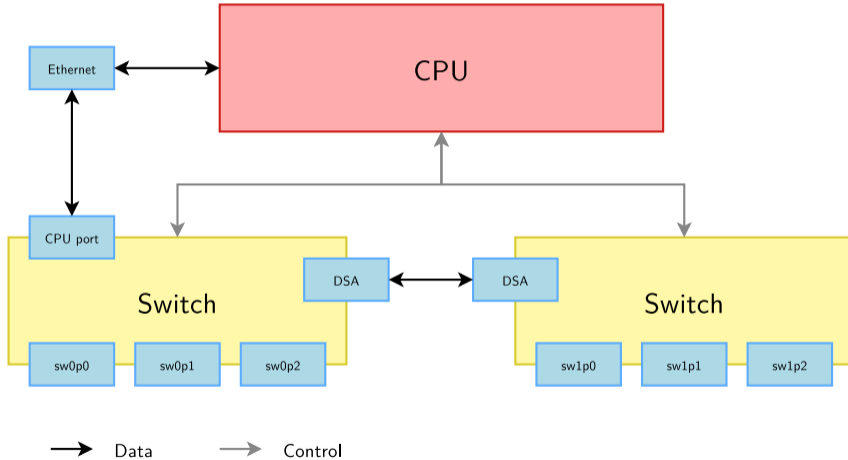 CPU
Ethernet
CPU port
DSA
DSA
Switch
Switch
sw0p0
sw0p1
sw0p2
sw1p0
sw1p1
sw1p2
Data
Control